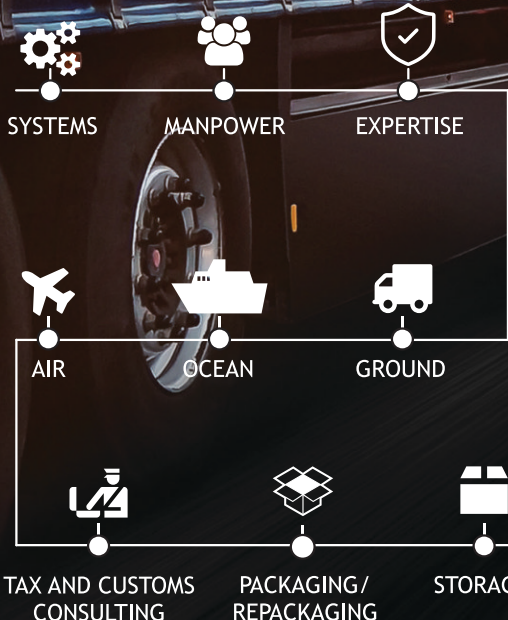 SYSTEMS MANPOWER EXPERTISE
AIR OCEAN GROUND
TAX AND CUSTOMS
CONSULTING
PACKAGING/
REPACKAGING